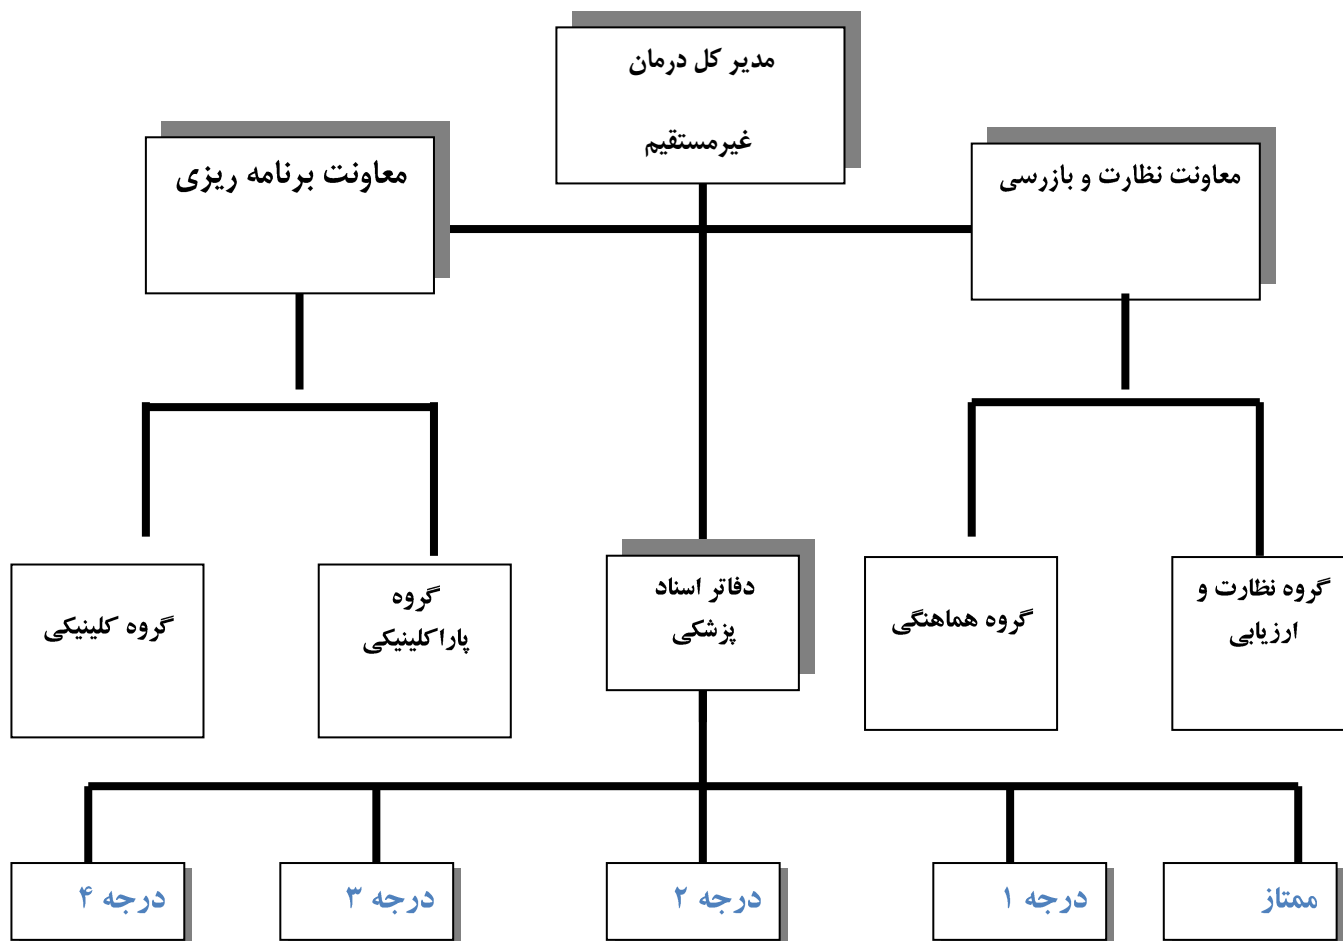 مدیر کل درمان
غیرمستقیم
معاونت نظارت و بازرسی
معاونت برنامه ریزی
گروه نظارت و
ارزیابی
گروه هماهنگی
دفاتر اسناد
پزشکی
گروه
پاراکلینیکی
گروه کلینیکی
ممتاز
درجه ۱
درجه ۲
درجه ۳
درجه ۴